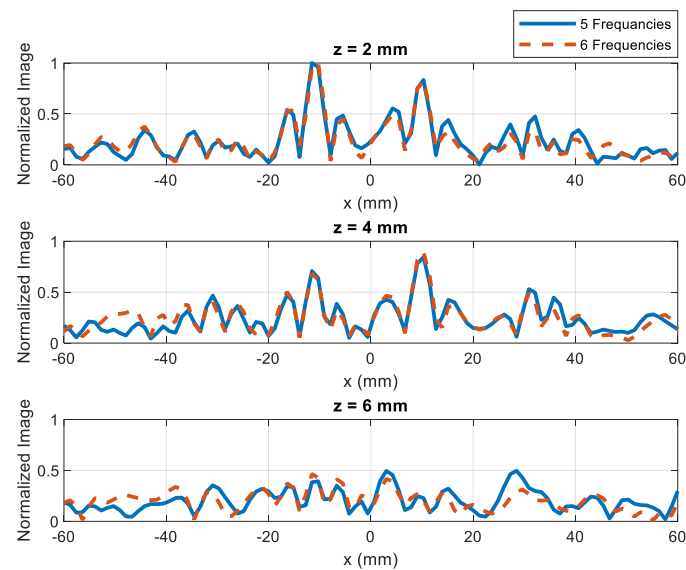 5 Frequancies
6 Frequencies
z = 2 mm
Normalized Image
1
0.5
0
-60 -40 -20 0 20 40 60
x (mm)
z = 4 mm
Normalized Image
1
0.5
0
-60 -40 -20 0 20 40 60
x (mm)
z = 6 mm
Normalized Image
1
0.5
0
-60 -40 -20 0 20 40 60
x (mm)